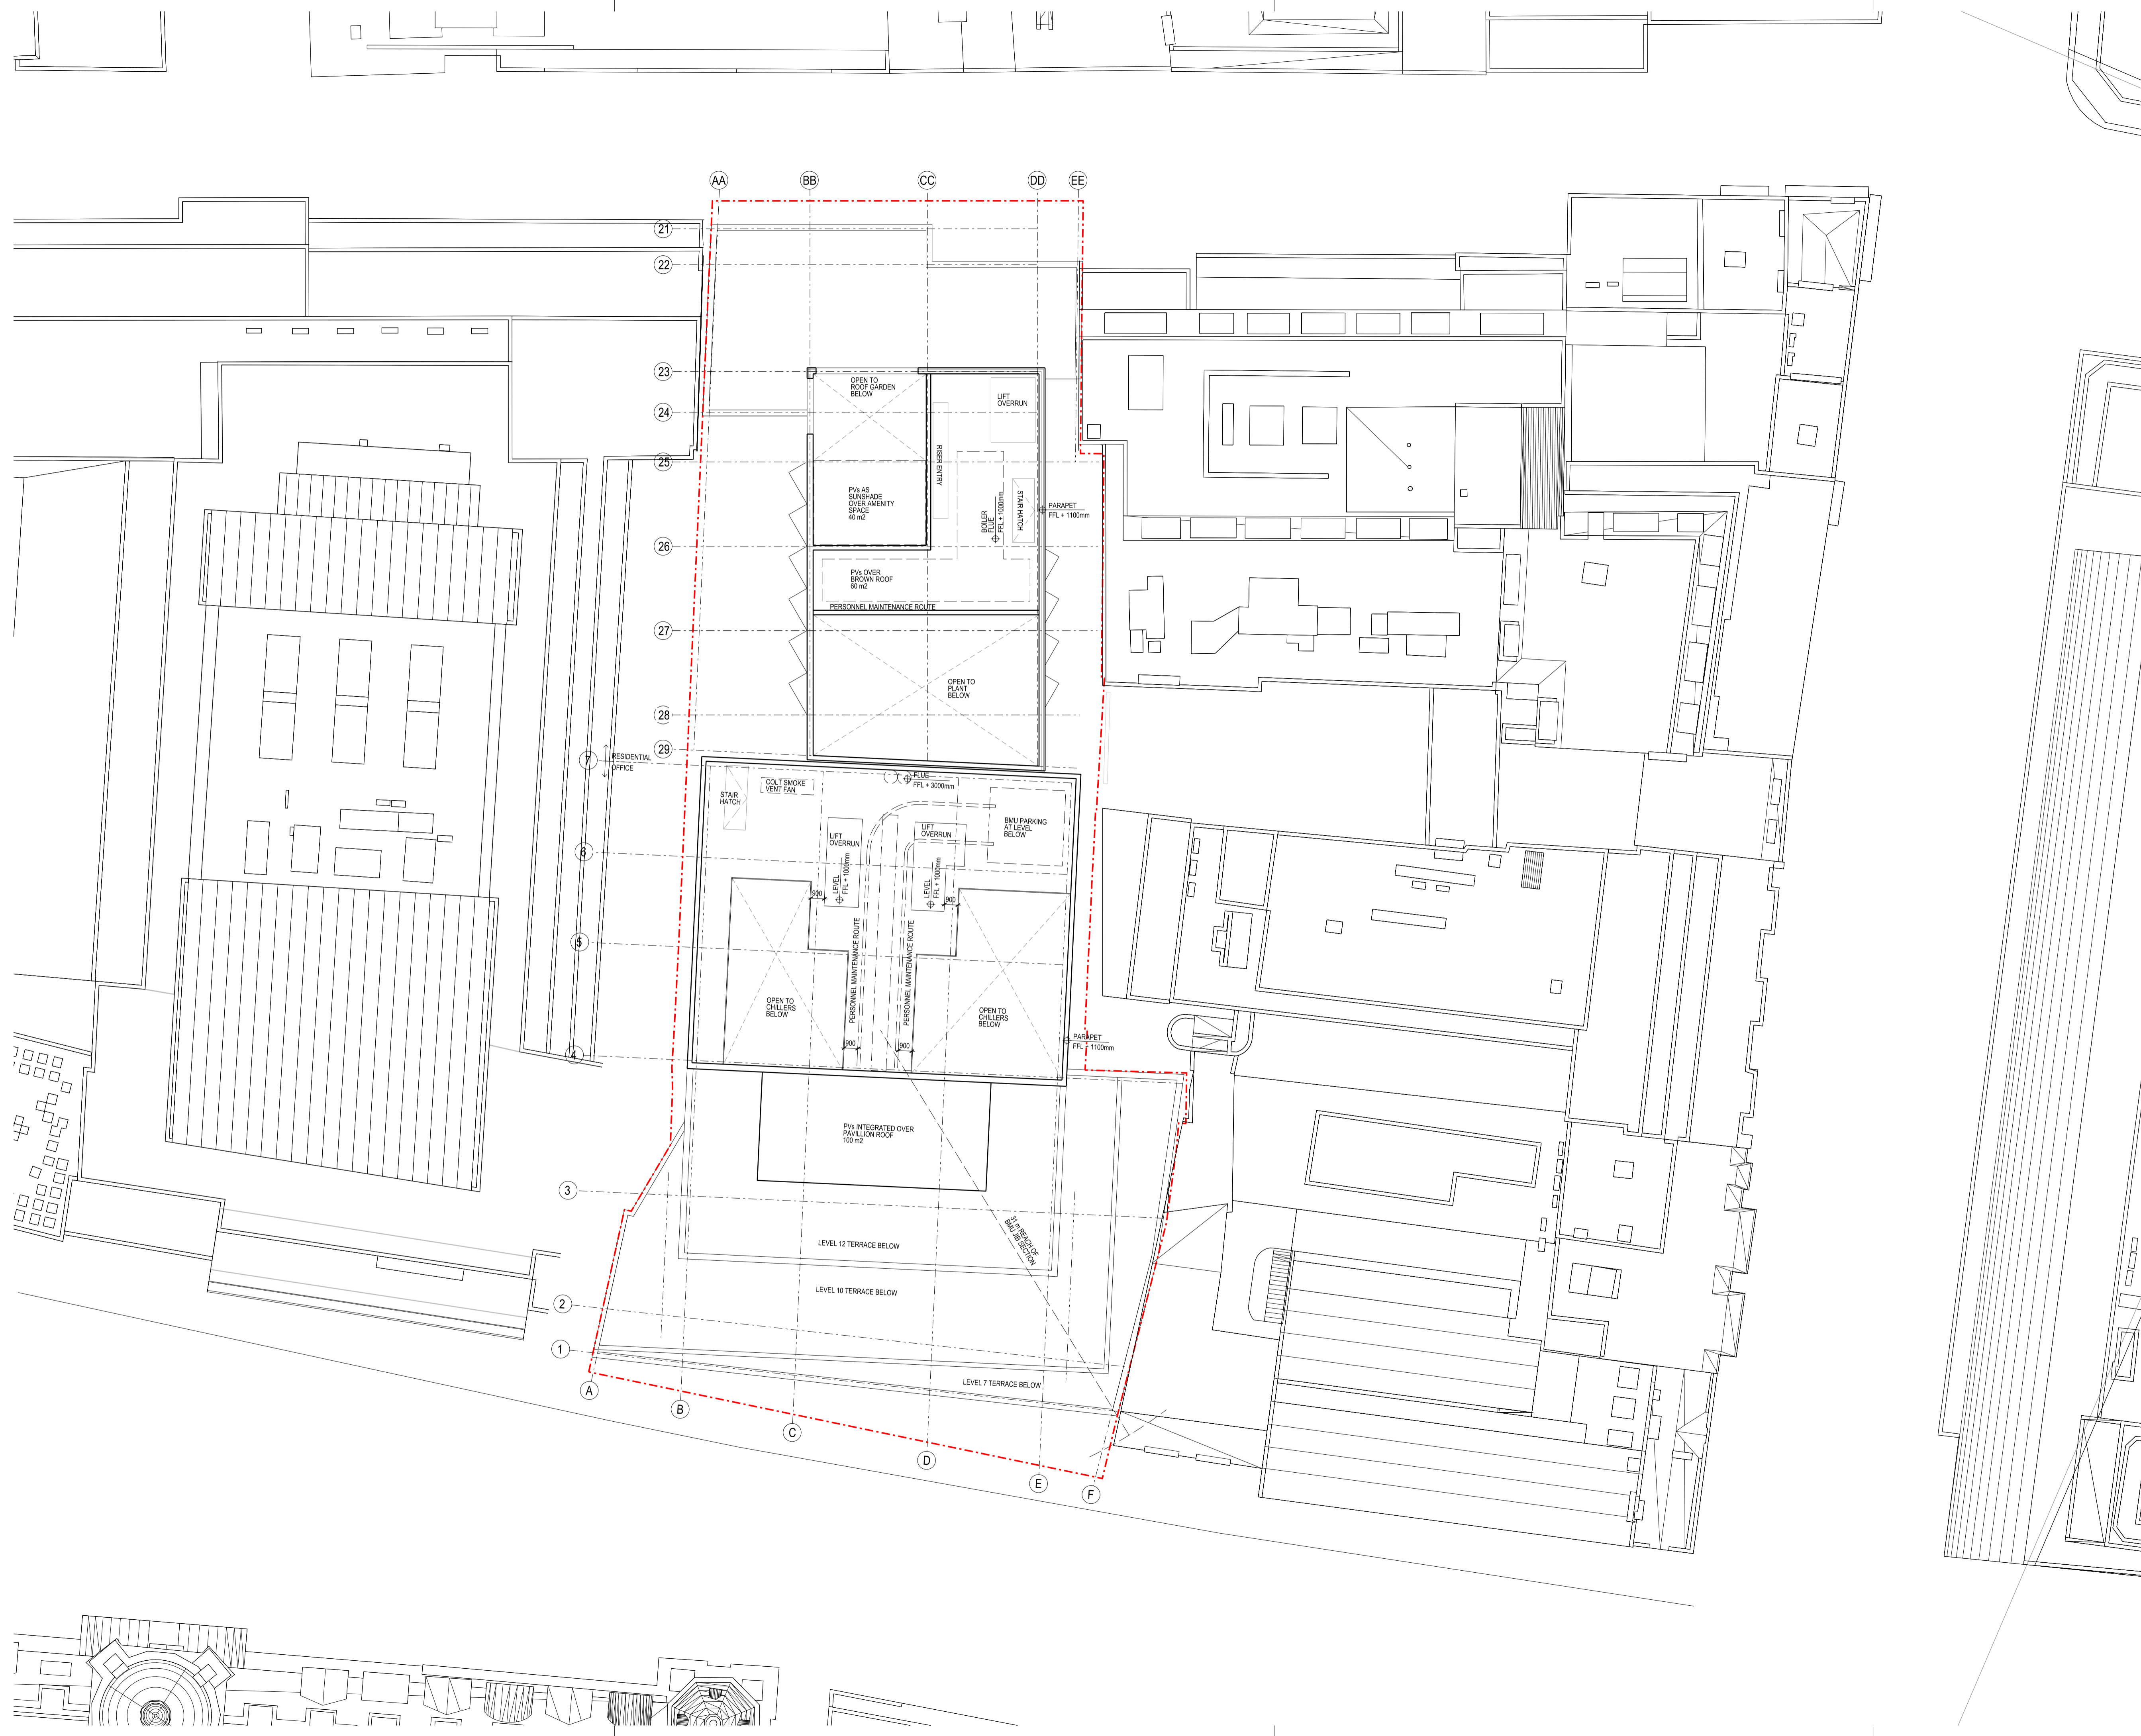 AA
BB
CC
DD
EE
21
22
23
24
25
26
27
28
29
OPEN TO
ROOF GARDEN
BELOW
LIFT
OVERRUN
RISER ENTRY
PVs AS
SUNSHADE
OVER AMENITY
SPACE
40 m2
BOILER
FLUE
FFL + 1000mm
STAIR HATCH
PARAPET
FFL + 1100mm
PVs OVER
BROWN ROOF
60 m2
PERSONNEL MAINTENANCE ROUTE
OPEN TO
PLANT
BELOW
RESIDENTIAL
OFFICE
7
6
5
4
3
2
1
STAIR
HATCH
COLT SMOKE
VENT FAN
FLUE
FFL + 3000mm
LIFT
OVERRUN
LIFT
OVERRUN
BMU PARKING
AT LEVEL
BELOW
LEVEL
FFL + 1000mm
LEVEL
FFL + 1000mm
900
900
PERSONNEL MAINTENANCE ROUTE
PERSONNEL MAINTENANCE ROUTE
OPEN TO
CHILLERS
BELOW
OPEN TO
CHILLERS
BELOW
900
900
PARAPET
FFL + 1100mm
PVs INTEGRATED OVER
PAVILLION ROOF
100 m2
31 m REACH OF
BMU JIB SECTION
LEVEL 12 TERRACE BELOW
LEVEL 10 TERRACE BELOW
LEVEL 7 TERRACE BELOW
A
B
C
D
E
F